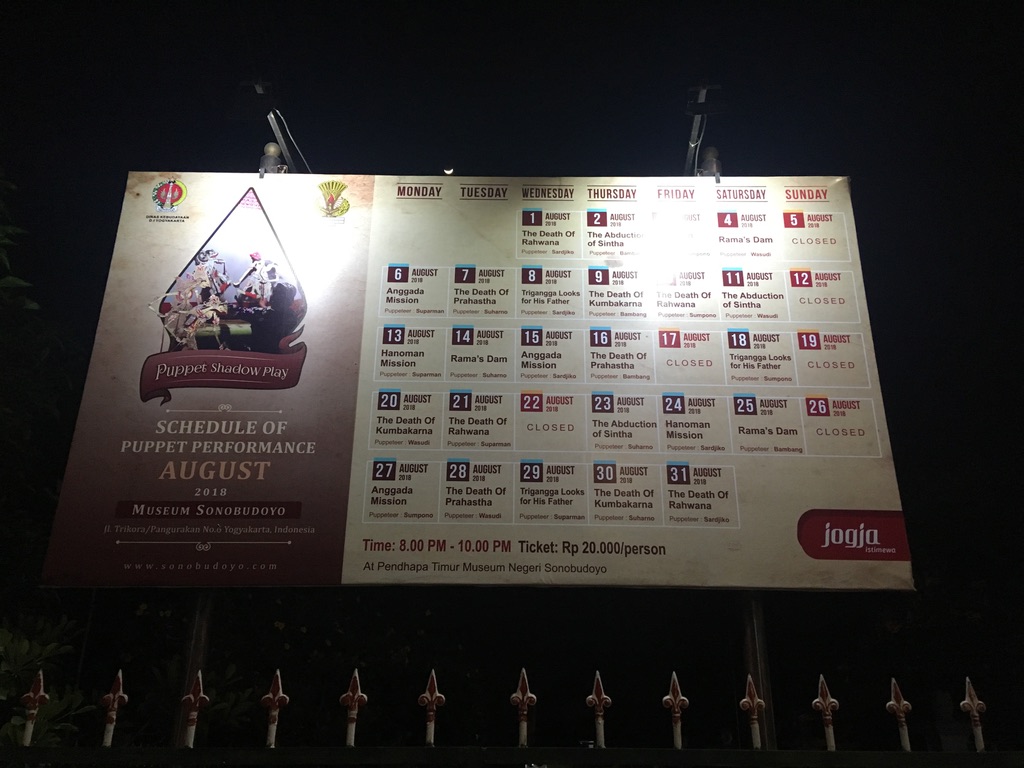 DINAS KEBUDAYAAN
D.I YOGYAKARTA
Puppet Shadow Play
SCHEDULE OF
PUPPET PERFORMANCE
AUGUST
2018
MUSEUM SONOBUDOYO
Jl. Trikora/Pangurakan No.6 Yogyakarta, Indonesia
www.sonobudoyo.com
MONDAY TUESDAY WEDNESDAY THURSDAY FRIDAY SATURDAY SUNDAY
1 AUGUST 2018
The Death Of
Rahwana
Puppeteer : Sardjiko
2 AUGUST 2018
The Abduction
of Sintha
Puppeteer :
4 AUGUST 2018
Rama's Dam
Puppeteer : Wasudi
5 AUGUST 2018
CLOSED
6 AUGUST 2018
Anggada
Mission
Puppeteer : Suparman
7 AUGUST 2018
The Death Of
Prahastha
Puppeteer : Suharno
8 AUGUST 2018
Trigangga Looks
for His Father
Puppeteer : Sardjiko
9 AUGUST 2018
The Death Of
Kumbakarna
Puppeteer : Bambang
AUGUST 2018
The Death Of
Rahwana
Puppeteer : Sumpono
11 AUGUST 2018
The Abduction
of Sintha
Puppeteer : Wasudi
12 AUGUST 2018
CLOSED
13 AUGUST 2018
Hanoman
Mission
Puppeteer : Suparman
14 AUGUST 2018
Rama's Dam
Puppeteer : Suharno
15 AUGUST 2018
Anggada
Mission
Puppeteer : Sardjiko
16 AUGUST 2018
The Death Of
Prahastha
Puppeteer : Bambang
17 AUGUST 2018
CLOSED
18 AUGUST 2018
Trigangga Looks
for His Father
Puppeteer : Sumpono
19 AUGUST 2018
CLOSED
20 AUGUST 2018
The Death Of
Kumbakarna
Puppeteer : Wasudi
21 AUGUST 2018
The Death Of
Rahwana
Puppeteer : Suparman
22 AUGUST 2018
CLOSED
23 AUGUST 2018
The Abduction
of Sintha
Puppeteer : Suharno
24 AUGUST 2018
Hanoman
Mission
Puppeteer : Sardjiko
25 AUGUST 2018
Rama's Dam
Puppeteer : Bambang
26 AUGUST 2018
CLOSED
27 AUGUST 2018
Anggada
Mission
Puppeteer : Sumpono
28 AUGUST 2018
The Death Of
Prahastha
Puppeteer : Wasudi
29 AUGUST 2018
Trigangga Looks
for His Father
Puppeteer : Suparman
30 AUGUST 2018
The Death Of
Kumbakarna
Puppeteer : Suharno
31 AUGUST 2018
The Death Of
Rahwana
Puppeteer : Sardjiko
Time: 8.00 PM - 10.00 PM Ticket: Rp 20.000/person
At Pendhapa Timur Museum Negeri Sonobudoyo
jogja
istimewa